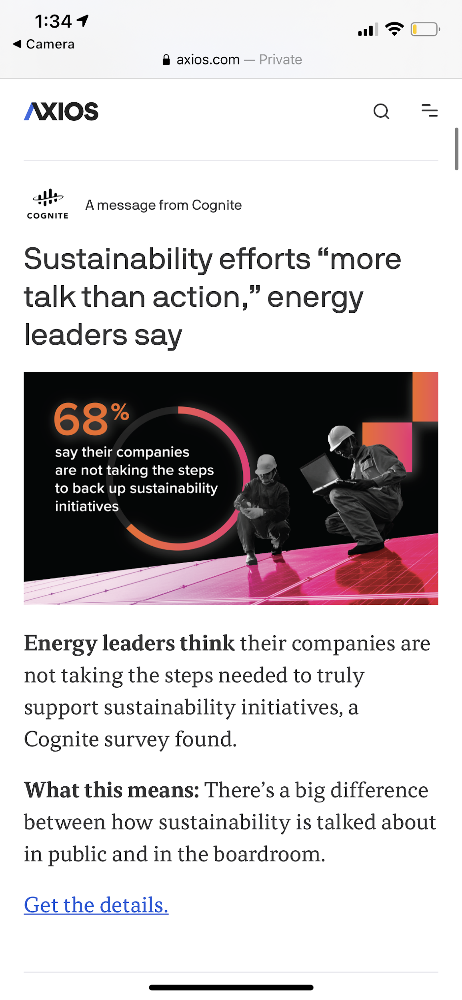 1:34
◀ Camera
axios.com — Private
AXIOS
COGNITE
A message from Cognite
Sustainability efforts “more
talk than action,” energy
leaders say
68%
say their companies
are not taking the steps
to back up sustainability
initiatives
Energy leaders think their companies are
not taking the steps needed to truly
support sustainability initiatives, a
Cognite survey found.
What this means: There’s a big difference
between how sustainability is talked about
in public and in the boardroom.
Get the details.